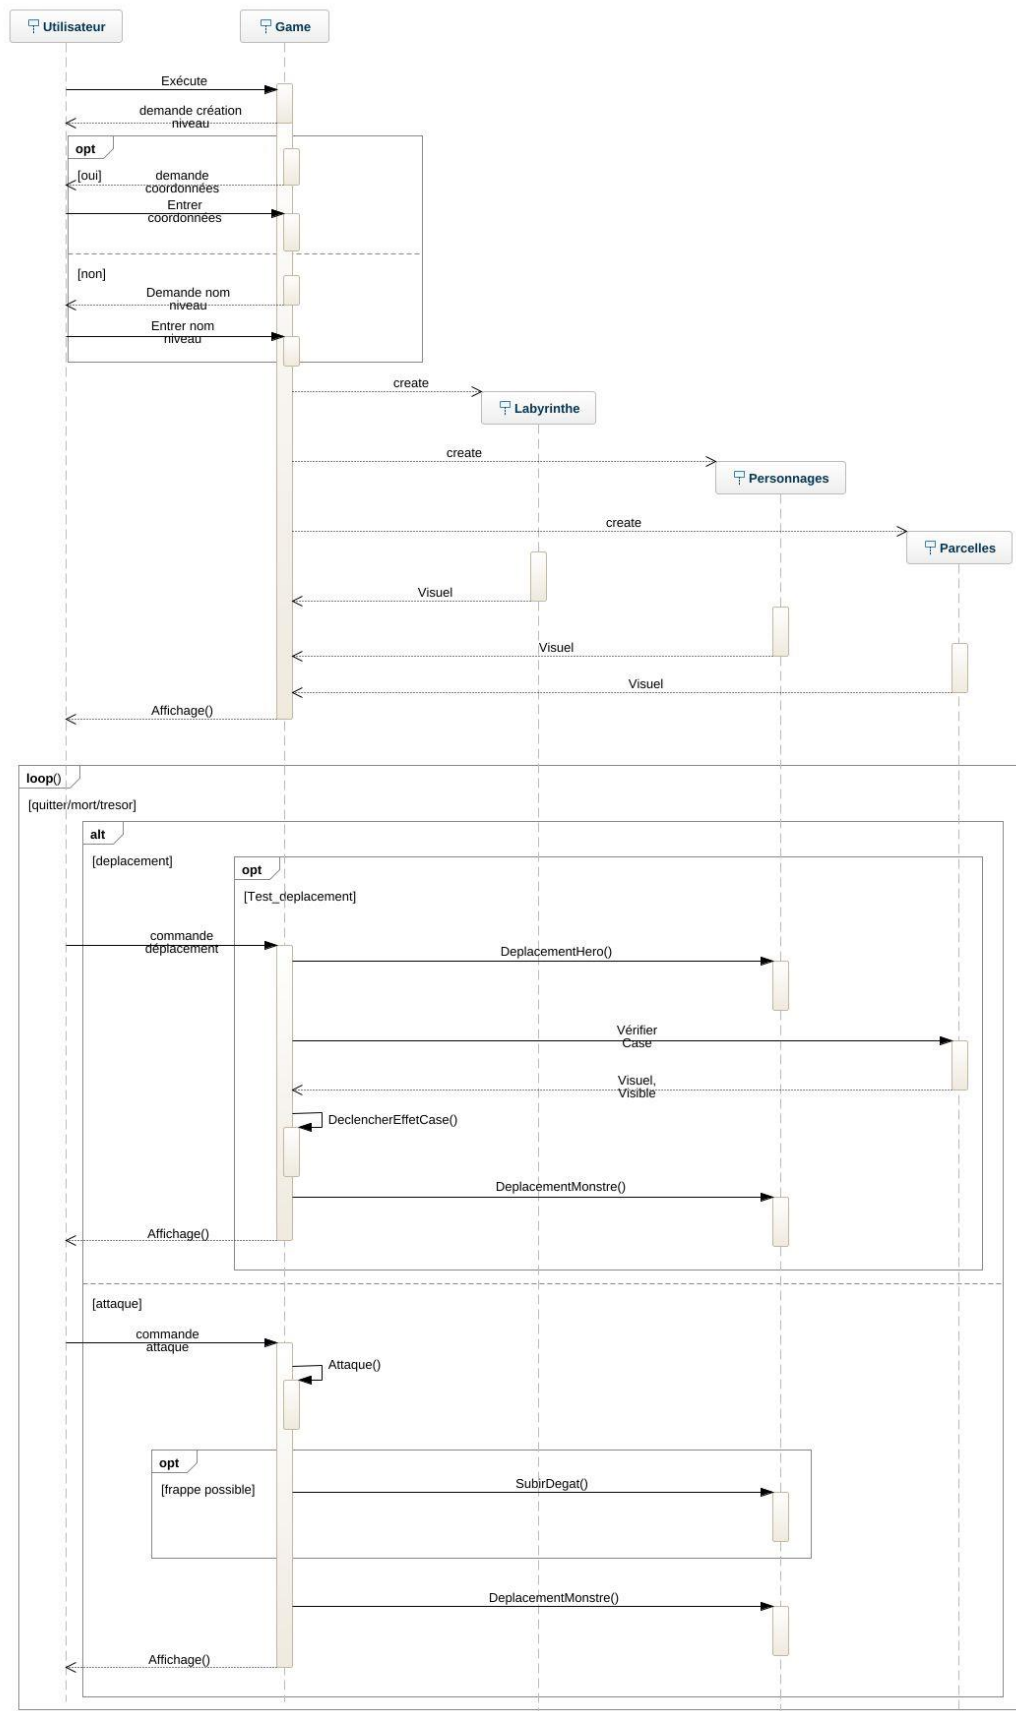 Utilisateur
Game
Exécute
demande création
niveau
opt
[oui]
demande
coordonnées
Entrer
coordonnées
[non]
Demande nom
niveau
Entrer nom
niveau
create
Labyrinthe
create
Personnages
create
Parcelles
Visuel
Visuel
Visuel
Affichage()
loop()
[quitter/mort/tresor]
alt
[deplacement]
opt
[Test_deplacement]
commande
déplacement
DeplacementHero()
Vérifier
Case
Visuel,
Visible
DeclencherEffetCase()
DeplacementMonstre()
Affichage()
[attaque]
commande
attaque
Attaque()
opt
[frappe possible]
SubirDegat()
DeplacementMonstre()
Affichage()